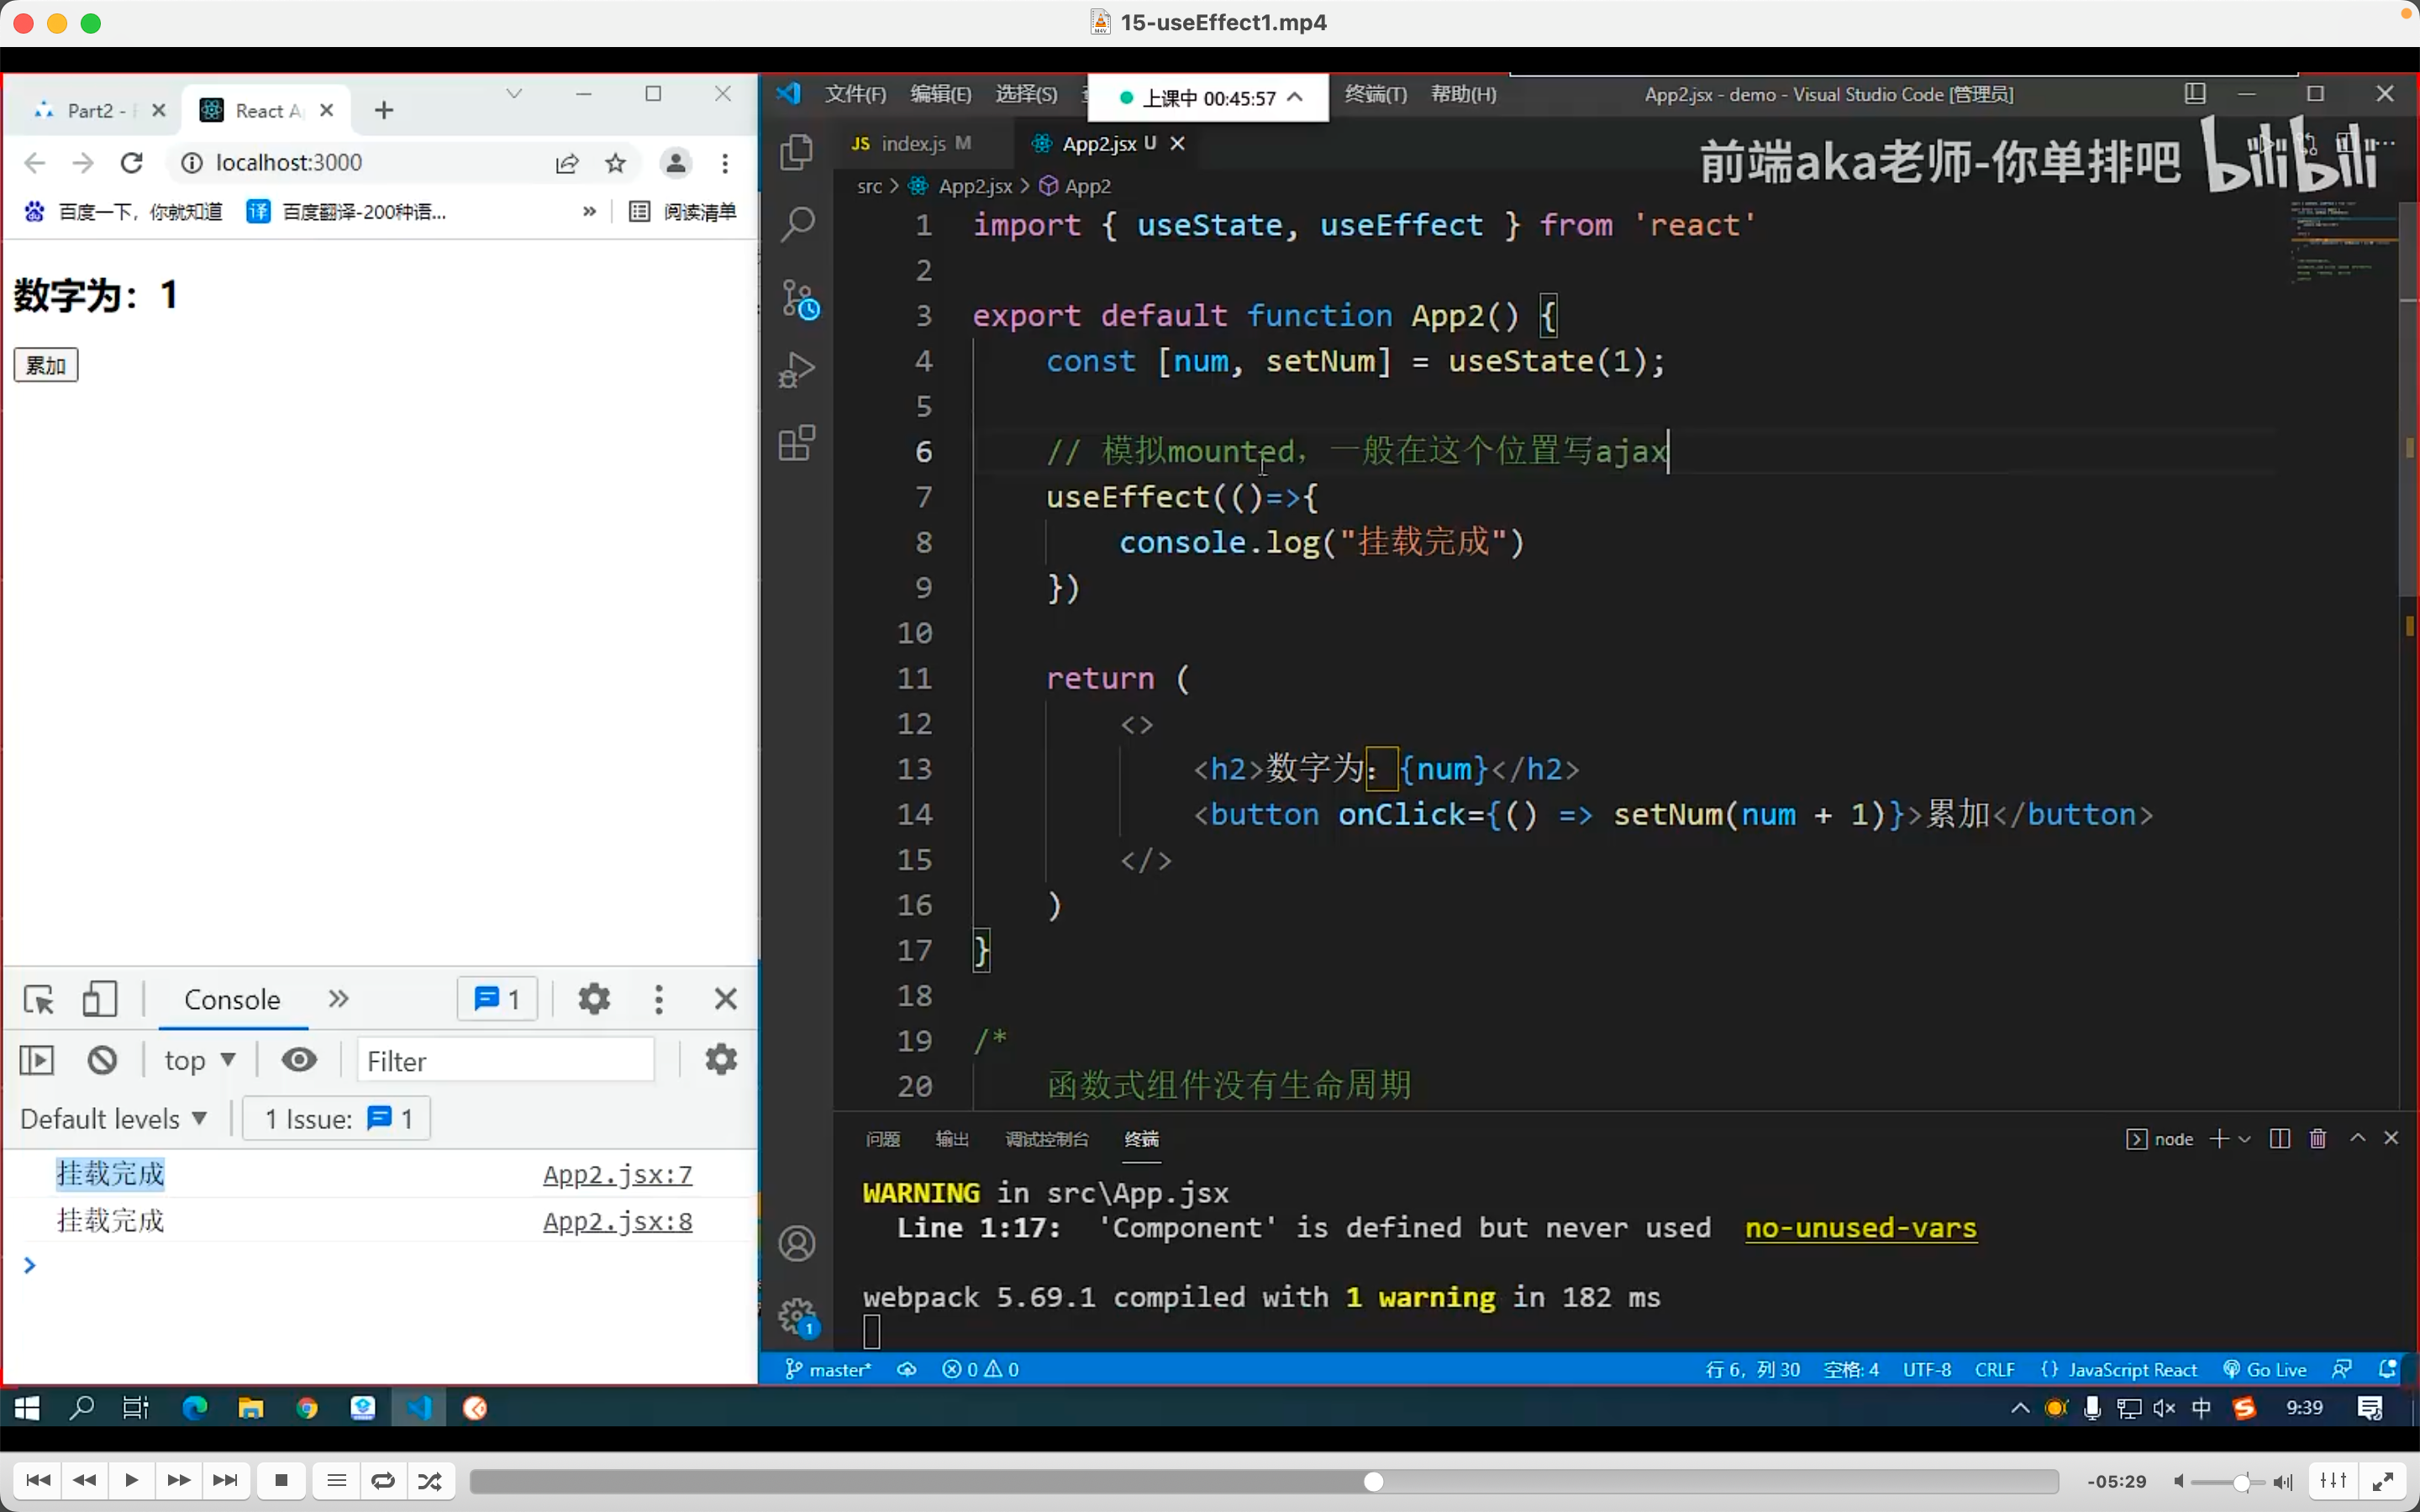 15-useEffect1.mp4
Part2 -
React A
localhost:3000
百度一下，你就知道
译 百度翻译-200种语... » 阅读清单
数字为：1
累加
Console » 1
top Filter
Default levels 1 Issue: 1
挂载完成 App2.jsx:7
挂载完成 App2.jsx:8
文件(F) 编辑(E) 选择(S) 上课中 00:45:57 终端(T) 帮助(H) App2.jsx - demo - Visual Studio Code [管理员]
JS index.js M App2.jsx U
前端aka老师-你单排吧 bilibili
src > App2.jsx > App2
1 import { useState, useEffect } from 'react'
2
3 export default function App2() {
4 const [num, setNum] = useState(1);
5
6 // 模拟mounted，一般在这个位置写ajax
7 useEffect(()=>{
8 console.log("挂载完成")
9 })
10
11 return (
12 <>
13 <h2>数字为：{num}</h2>
14 <button onClick={() => setNum(num + 1)}>累加</button>
15 </>
16 )
17 }
18
19 /*
20 函数式组件没有生命周期
问题 输出 调试控制台 终端 node
WARNING in src\App.jsx
Line 1:17: 'Component' is defined but never used no-unused-vars
webpack 5.69.1 compiled with 1 warning in 182 ms
1
master* 0 0 行 6，列 30 空格: 4 UTF-8 CRLF {} JavaScript React Go Live
中 9:39
-05:29